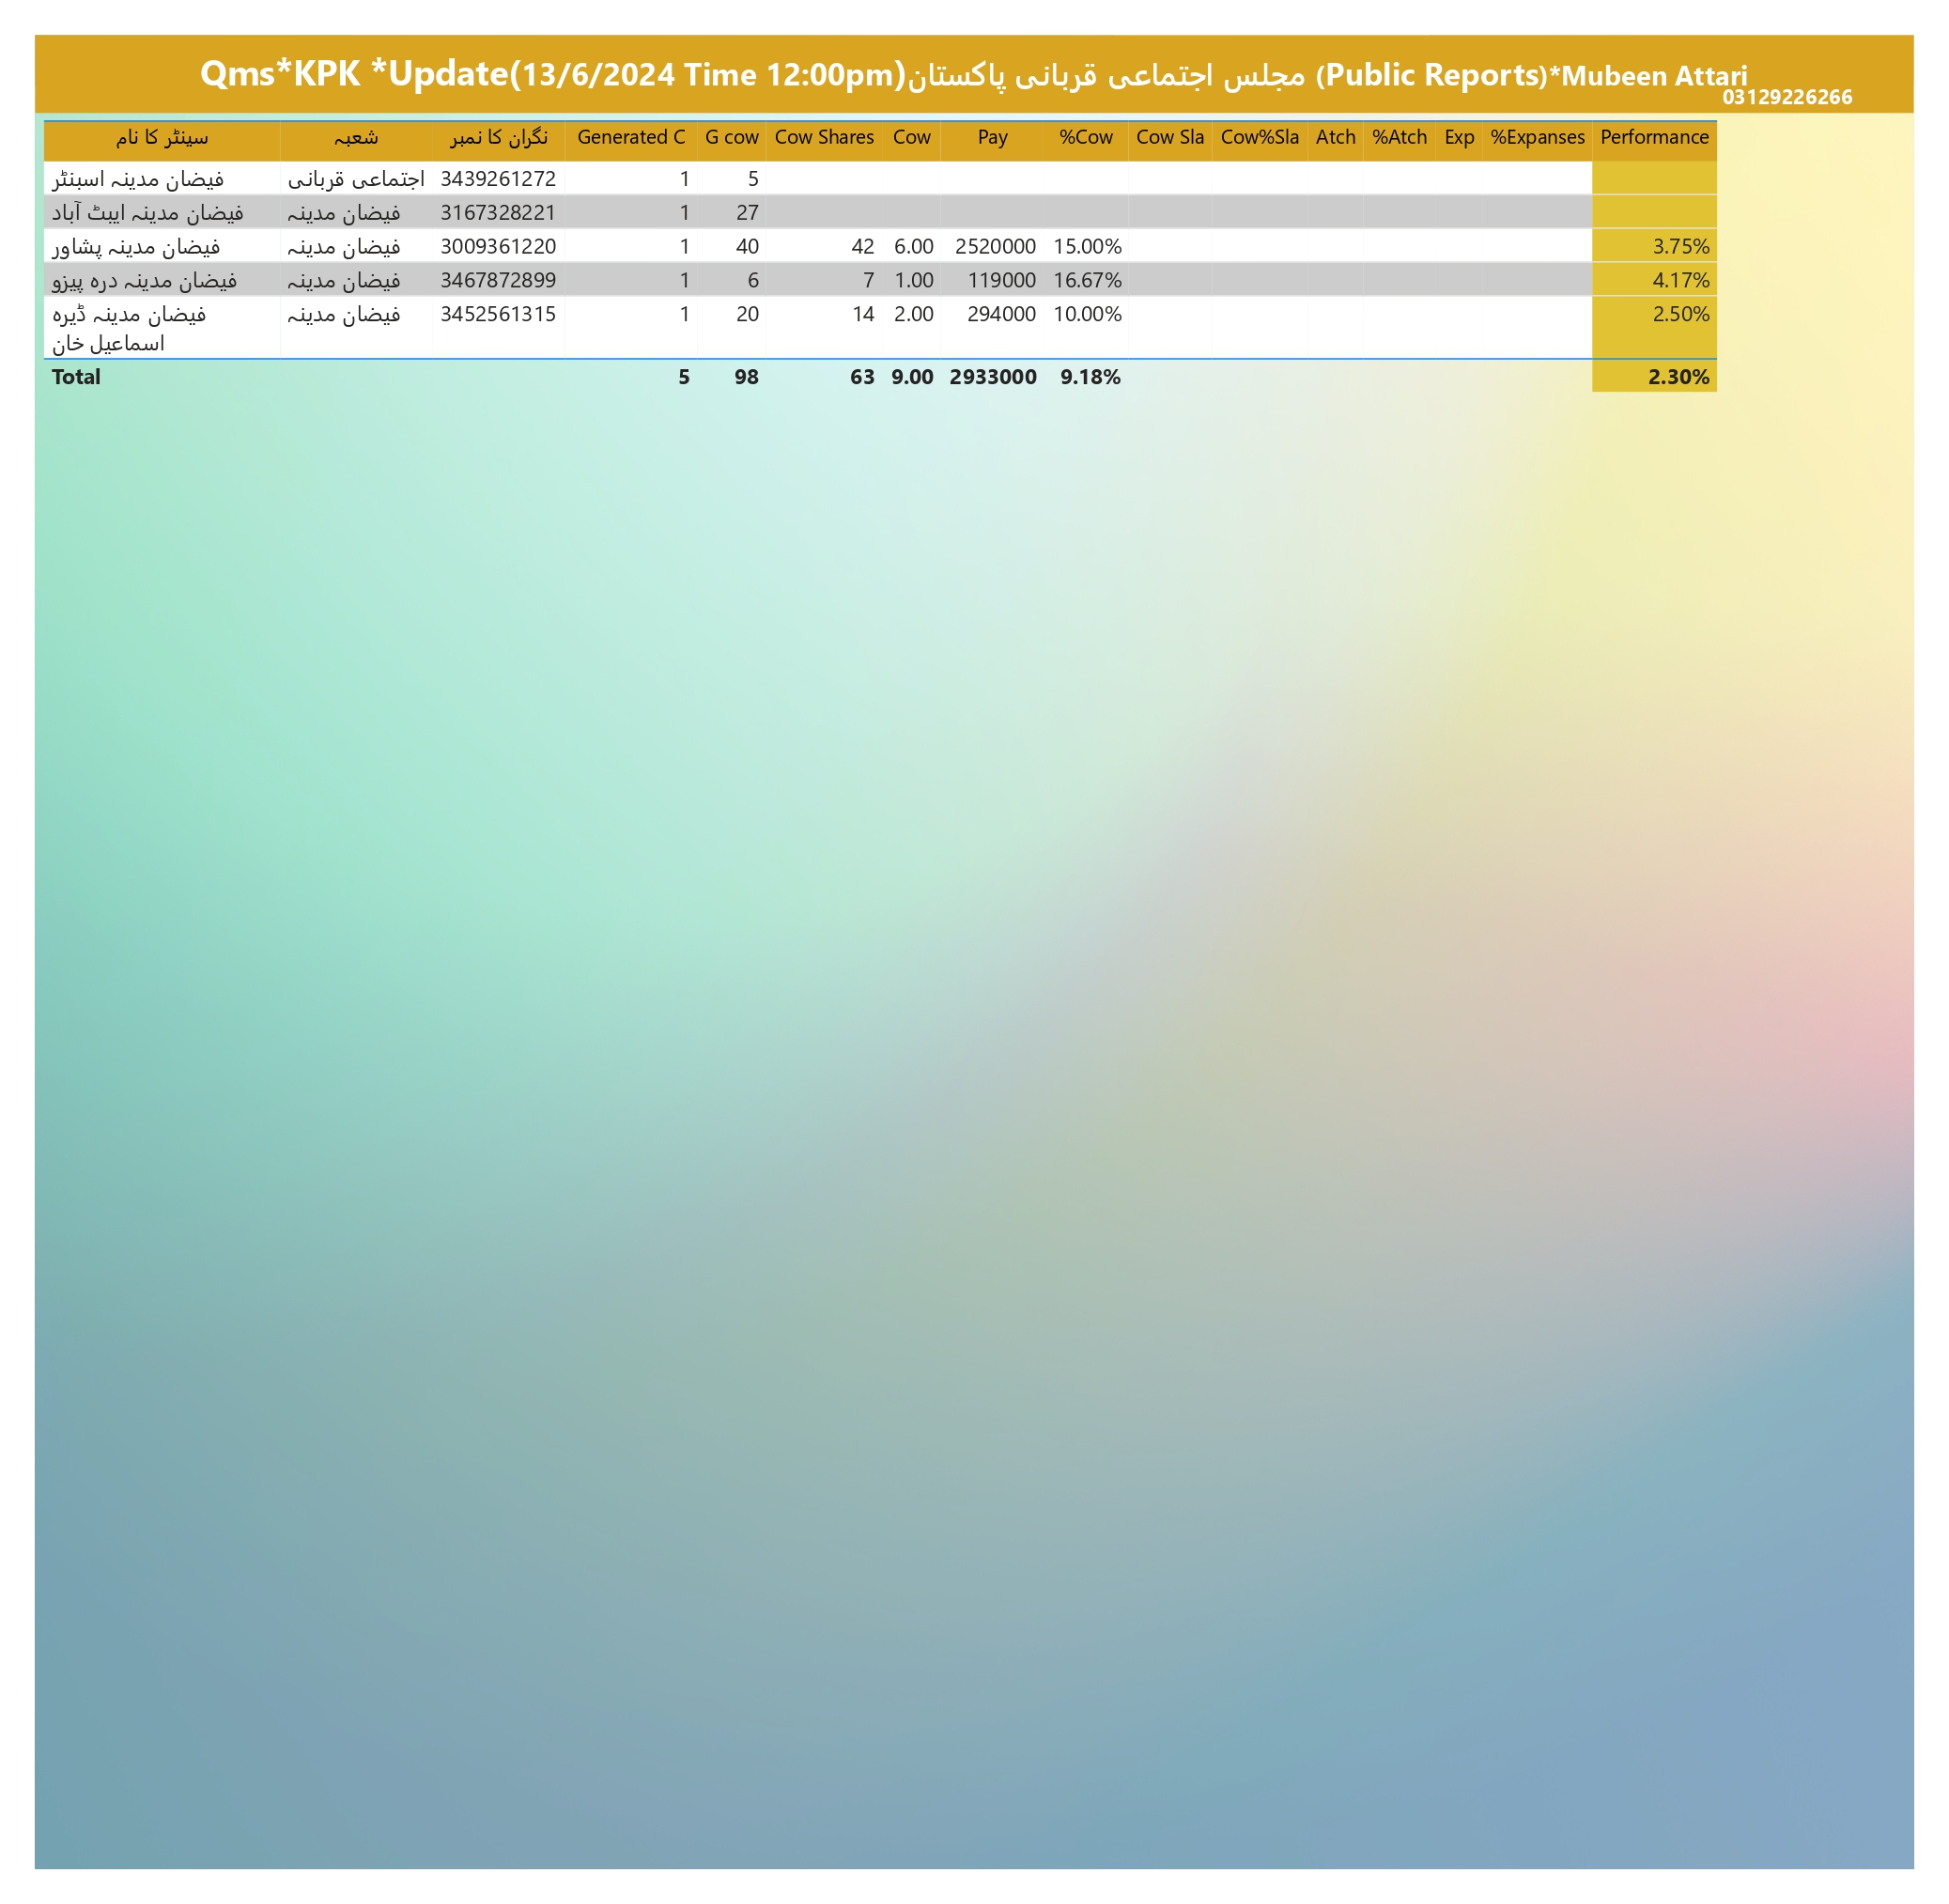 Qms*KPK *Update(13/6/2024 Time 12:00pm)مجلس اجتماعی قربانی پاکستان (Public Reports)*Mubeen Attari
03129226266
سینٹر کا نام شعبہ نگران کا نمبر Generated C G cow Cow Shares Cow Pay %Cow Cow Sla Cow%Sla Atch %Atch Exp %Expanses Performance
فیضان مدینہ اسبنٹر اجتماعی قربانی 3439261272 1 5
فیضان مدینہ ایبٹ آباد فیضان مدینہ 3167328221 1 27
فیضان مدینہ پشاور فیضان مدینہ 3009361220 1 40 42 6.00 2520000 15.00% 3.75%
فیضان مدینہ درہ پیزو فیضان مدینہ 3467872899 1 6 7 1.00 119000 16.67% 4.17%
فیضان مدینہ ڈیرہ فیضان مدینہ 3452561315 1 20 14 2.00 294000 10.00% 2.50%
اسماعیل خان
Total 5 98 63 9.00 2933000 9.18% 2.30%